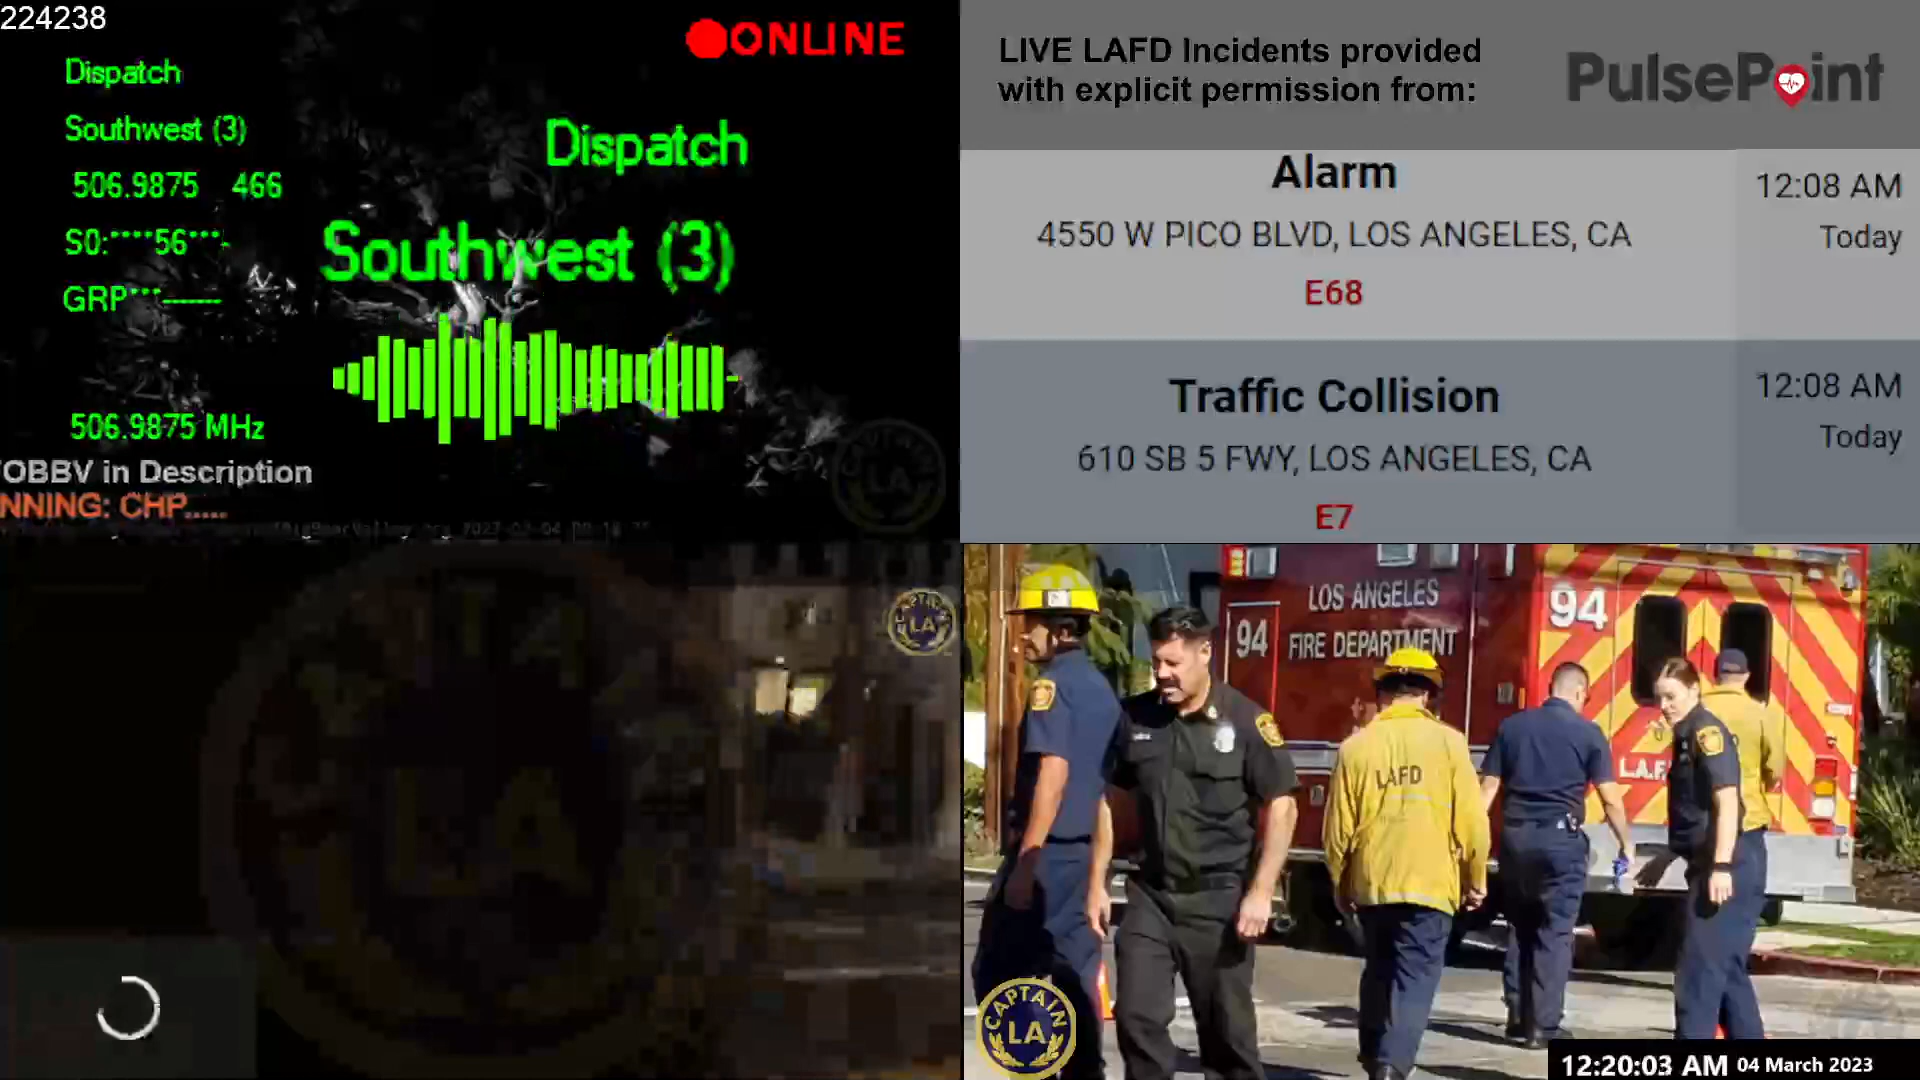 224238
ONLINE
Dispatch
Southwest (3)
506.9875 466
S0:****56***-
GRP***-------
506.9875 MHz
Dispatch
Southwest (3)
OBBV in Description
NNING: CHP.....
LIVE LAFD Incidents provided
with explicit permission from:
PulsePoint
Alarm
4550 W PICO BLVD, LOS ANGELES, CA
E68
12:08 AM
Today
Traffic Collision
610 SB 5 FWY, LOS ANGELES, CA
E7
12:08 AM
Today
CAPTAIN
LA
LOS ANGELES
94 FIRE DEPARTMENT
94
LAFD
L.A.F.
CAPTAIN
LA
12:20:03 AM 04 March 2023